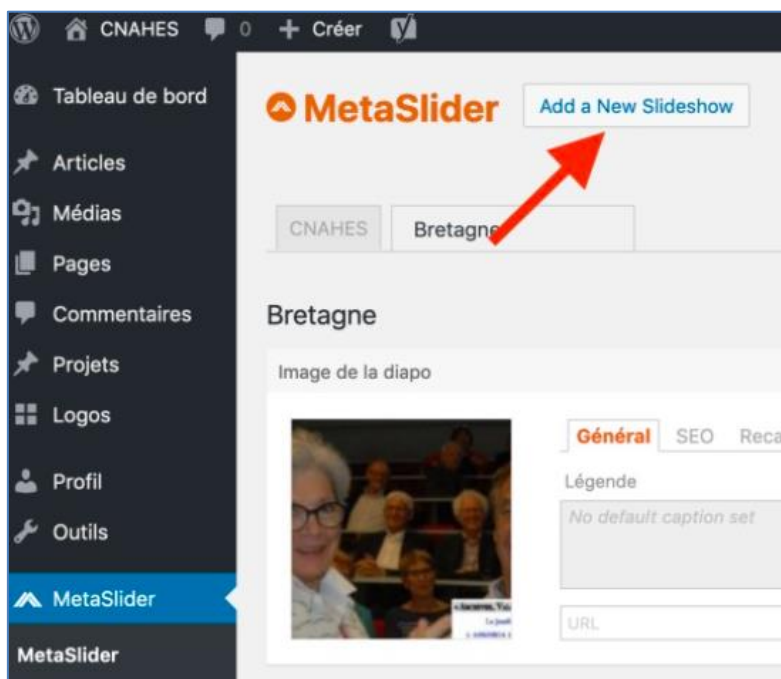 CNAHES 0 + Créer
Tableau de bord
Articles
Médias
Pages
Commentaires
Projets
Logos
Profil
Outils
MetaSlider
MetaSlider
MetaSlider Add a New Slideshow
CNAHES Bretagne
Bretagne
Image de la diapo
Général SEO Reca
Légende
No default caption set
URL